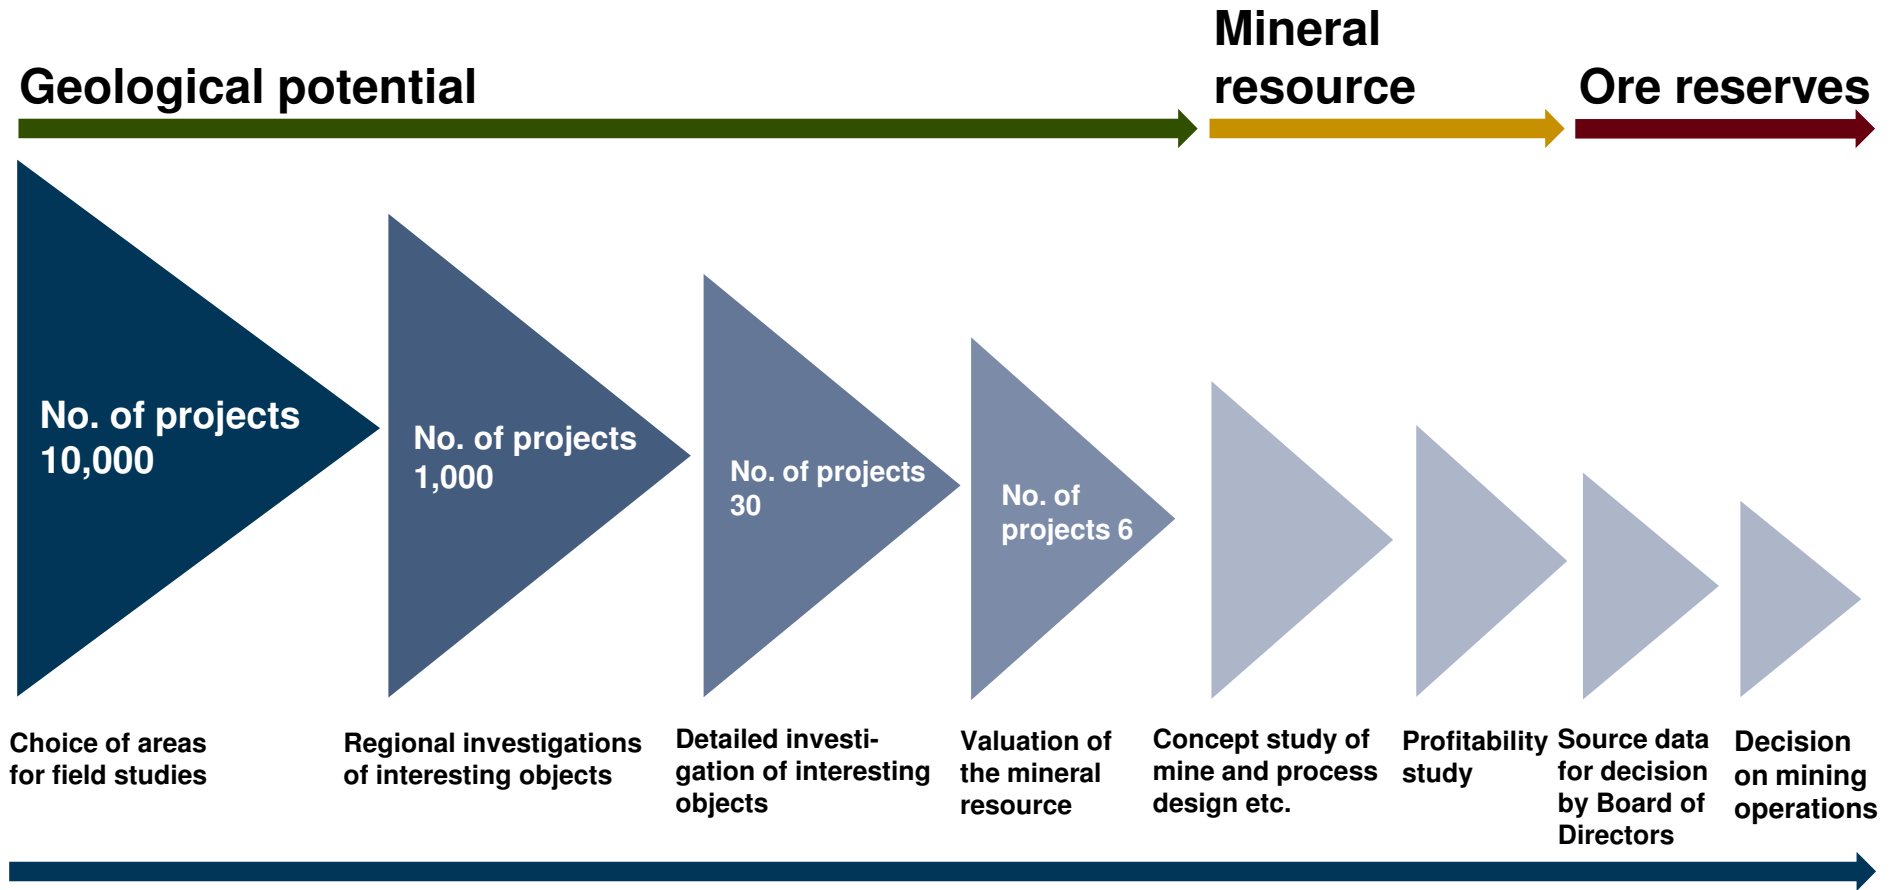 Geological potential
Mineral
resource
Ore reserves
No. of projects
10,000
No. of projects
1,000
No. of projects
30
No. of
projects 6
Choice of areas
for field studies
Regional investigations
of interesting objects
Detailed investi-
gation of interesting
objects
Valuation of
the mineral
resource
Concept study of
mine and process
design etc.
Profitability
study
Source data
for decision
by Board of
Directors
Decision
on mining
operations